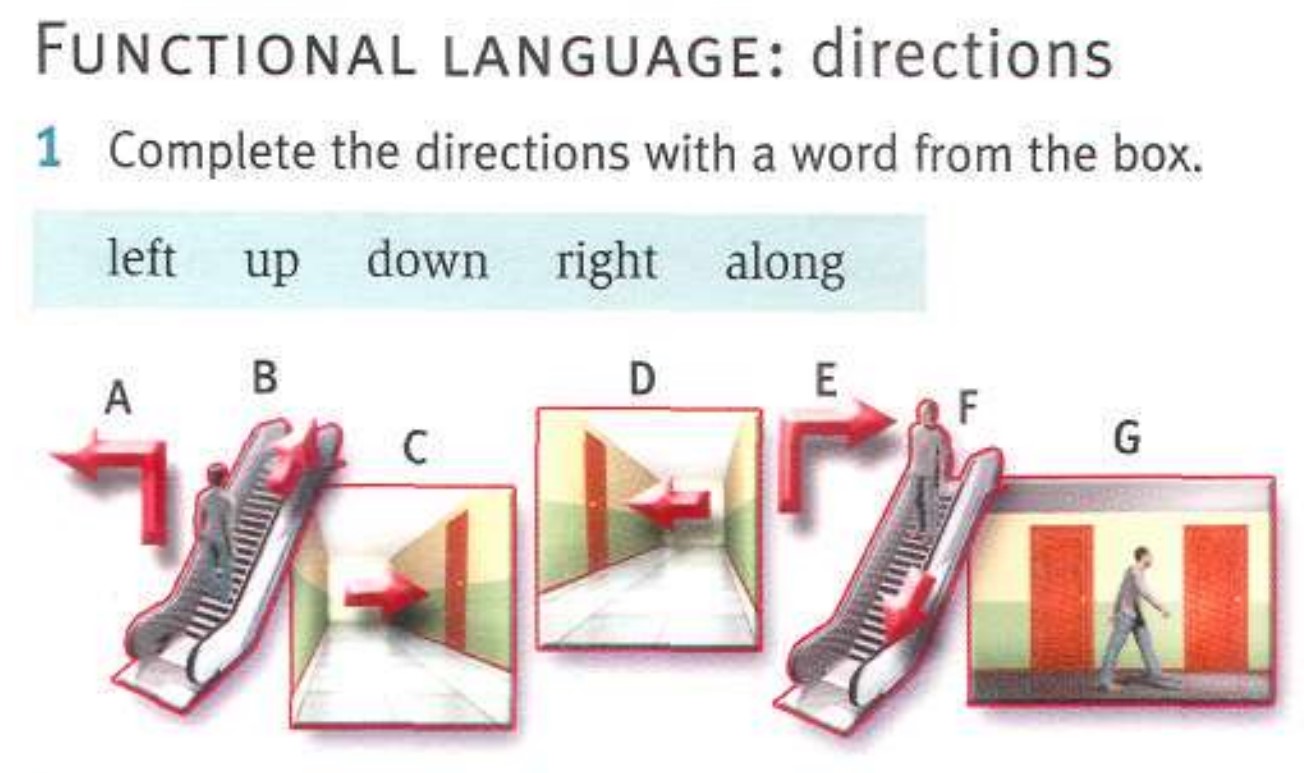 FUNCTIONAL LANGUAGE: directions
1 Complete the directions with a word from the box.
left up down right along
A B C D E F G